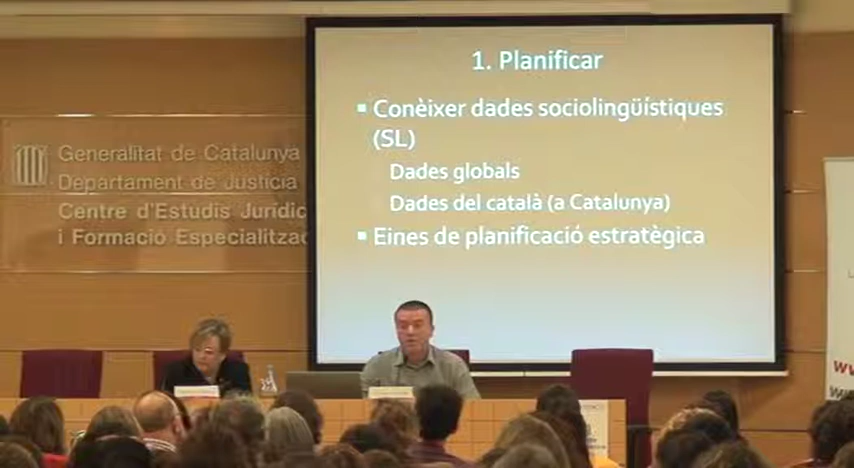 1. Planificar
Conèixer dades sociolingüístiques
(SL)
Dades globals
Dades del català (a Catalunya)
Eines de planificació estratègica
Generalitat de Catalunya
Departament de Justícia
Centre d'Estudis Jurídic
i Formació Especialitzac